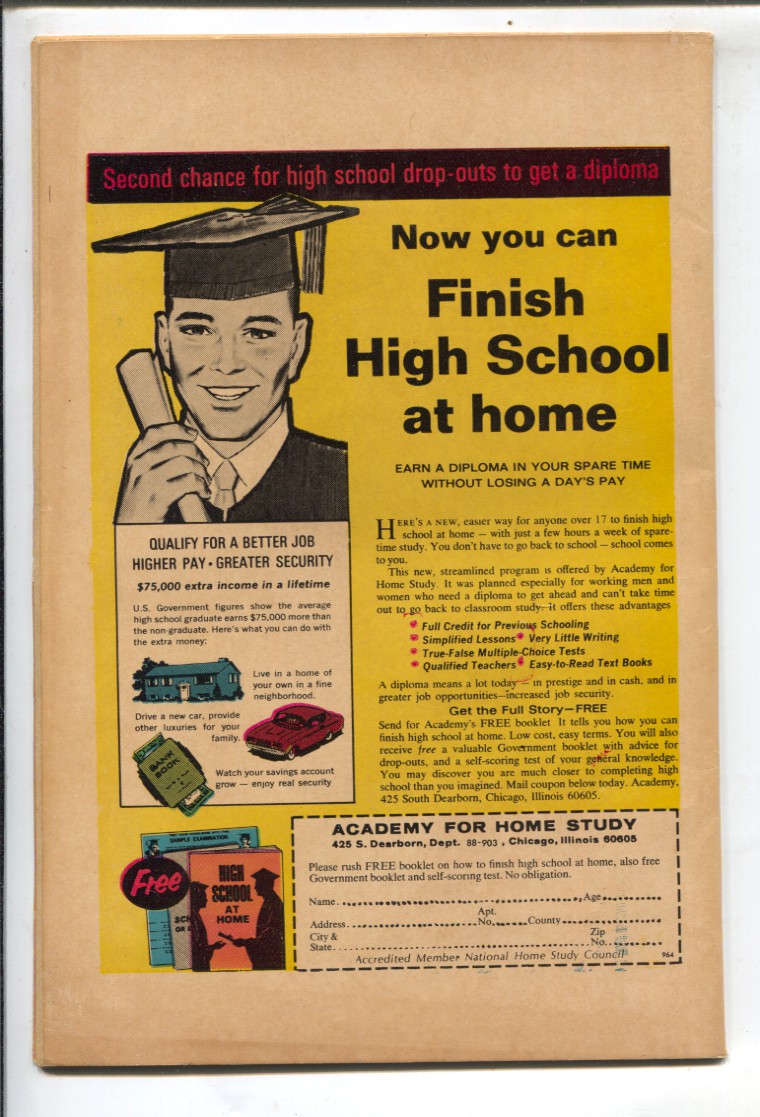 Second chance for high school drop-outs to get a diploma
Now you can
Finish
High School
at home
EARN A DIPLOMA IN YOUR SPARE TIME
WITHOUT LOSING A DAY'S PAY
QUALIFY FOR A BETTER JOB
HIGHER PAY • GREATER SECURITY
$75,000 extra income in a lifetime
U.S. Government figures show the average
high school graduate earns $75,000 more than
the non-graduate. Here's what you can do with
the extra money:
Live in a home of
your own in a fine
neighborhood.
Drive a new car, provide
other luxuries for your
family.
BANK
BOOK
Watch your savings account
grow — enjoy real security
HERE'S A NEW, easier way for anyone over 17 to finish high
school at home — with just a few hours a week of spare-
time study. You don't have to go back to school — school comes
to you.
This new, streamlined program is offered by Academy for
Home Study. It was planned especially for working men and
women who need a diploma to get ahead and can't take time
out to go back to classroom study. It offers these advantages
• Full Credit for Previous Schooling
• Simplified Lessons • Very Little Writing
• True-False Multiple-Choice Tests
• Qualified Teachers • Easy-to-Read Text Books
A diploma means a lot today — in prestige and in cash, and in
greater job opportunities—increased job security.
Get the Full Story—FREE
Send for Academy's FREE booklet It tells you how you can
finish high school at home. Low cost, easy terms. You will also
receive free a valuable Government booklet with advice for
drop-outs, and a self-scoring test of your general knowledge.
You may discover you are much closer to completing high
school than you imagined. Mail coupon below today. Academy,
425 South Dearborn, Chicago, Illinois 60605.
SAMPLE EXAMINATION
Free
HIGH
SCHOOL
AT
HOME
ACADEMY FOR HOME STUDY
425 S. Dearborn, Dept. 88-903 , Chicago, Illinois 60605
Please rush FREE booklet on how to finish high school at home, also free
Government booklet and self-scoring test. No obligation.
Name Age
Apt.
Address No. County
City & Zip
State No.
Accredited Member National Home Study Council 964